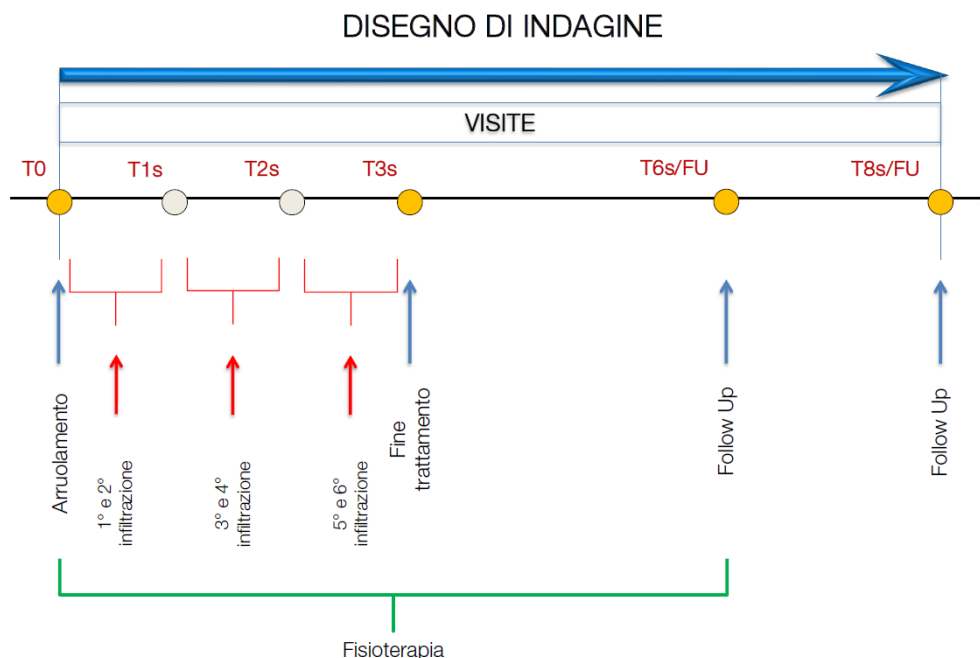 DISEGNO DI INDAGINE
VISITE
T0
T1s
T2s
T3s
T6s/FU
T8s/FU
Arruolamento
1° e 2°
infiltrazione
3° e 4°
infiltrazione
5° e 6°
infiltrazione
Fine
trattamento
Follow Up
Follow Up
Fisioterapia